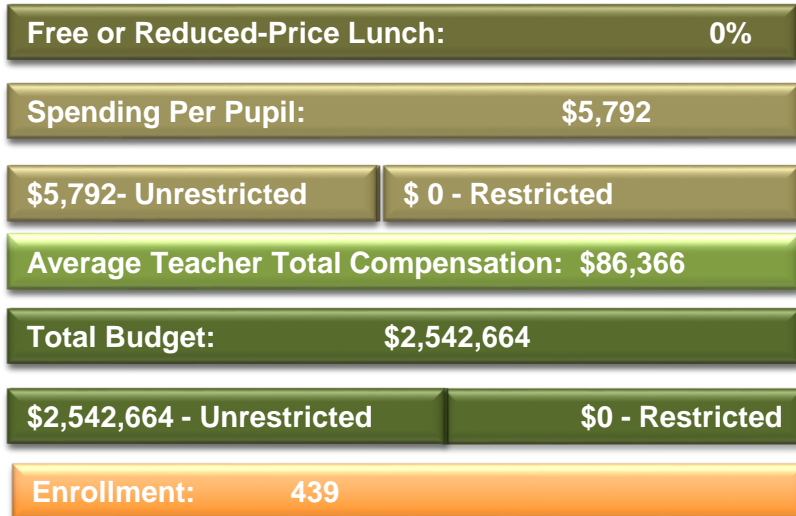 Free or Reduced-Price Lunch: 0%
Spending Per Pupil: $5,792
$5,792- Unrestricted $ 0 - Restricted
Average Teacher Total Compensation: $86,366
Total Budget: $2,542,664
$2,542,664 - Unrestricted $0 - Restricted
Enrollment: 439